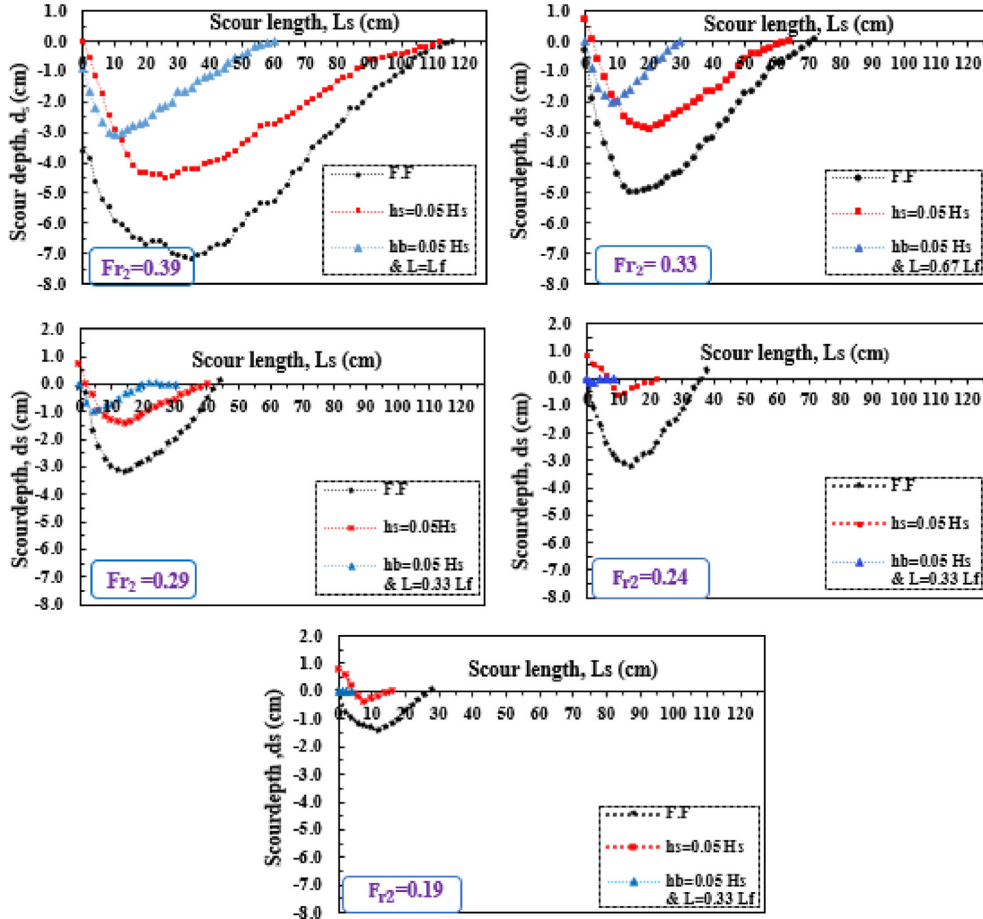 Scour length, Ls (cm)
0.0
0 10 20 30 40 50 60 70 80 90 100 110 120
-1.0
-2.0
-3.0
-4.0
-5.0
-6.0
-7.0
-8.0
Scour depth, ds (cm)
F.F
hs=0.05 Hs
hb=0.05 Hs
& L=Lf
Fr2=0.39
Scour length, Ls (cm)
1.0
0.0
0 10 20 30 40 50 60 70 80 90 100 110 120
-1.0
-2.0
-3.0
-4.0
-5.0
-6.0
-7.0
-8.0
Scourdepth, ds (cm)
F.F
hs=0.05Hs
hb=0.05 Hs
& L=0.67 Lf
Fr2= 0.33
2.0
Scour length, Ls (cm)
1.0
0.0
0 10 20 30 40 50 60 70 80 90 100 110 120
-1.0
-2.0
-3.0
-4.0
-5.0
-6.0
-7.0
-8.0
Scourdepth, ds (cm)
F.F
hs=0.05Hs
hb=0.05 Hs
& L=0.33 Lf
Fr2 =0.29
2.0
Scour length, Ls (cm)
1.0
0.0
0 10 20 30 40 50 60 70 80 90 100 110 120
-1.0
-2.0
-3.0
-4.0
-5.0
-6.0
-7.0
-8.0
Scourdepth, ds (cm)
F.F
hs=0.05Hs
hb=0.05 Hs
& L=0.33 Lf
Fr2=0.24
2.0
Scour length, Ls (cm)
1.0
0.0
0 10 20 30 40 50 60 70 80 90 100 110 120
-1.0
-2.0
-3.0
-4.0
-5.0
-6.0
-7.0
-8.0
Scour depth ,ds (cm)
F.F
hs=0.05 Hs
hb=0.05 Hs
& L=0.33 Lf
Fr2=0.19